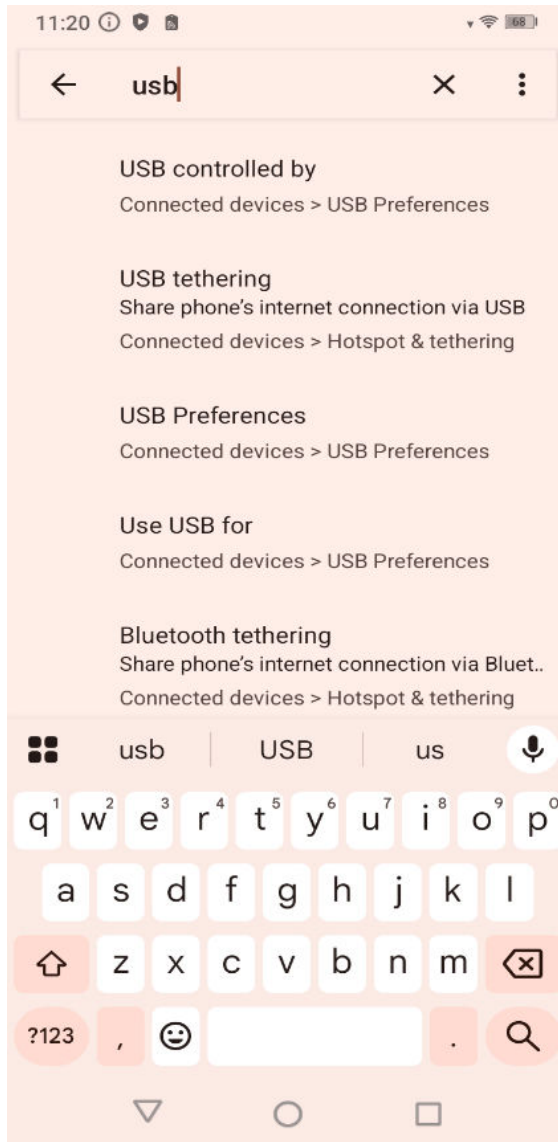 11:20 68
usb
USB controlled by
Connected devices > USB Preferences
USB tethering
Share phone's internet connection via USB
Connected devices > Hotspot & tethering
USB Preferences
Connected devices > USB Preferences
Use USB for
Connected devices > USB Preferences
Bluetooth tethering
Share phone's internet connection via Bluet..
Connected devices > Hotspot & tethering
usb USB us
q1 w2 e3 r4 t5 y6 u7 i8 o9 p0
a s d f g h j k l
z x c v b n m
?123 , .